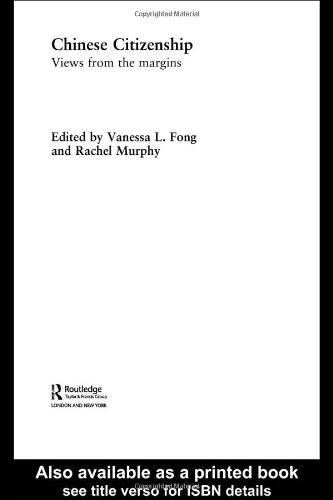 Copyrighted Material
Chinese Citizenship
Views from the margins
Edited by Vanessa L. Fong
and Rachel Murphy
Routledge
Taylor & Francis Group
LONDON AND NEW YORK
Copyrighted Material
Also available as a printed book
see title verso for ISBN details